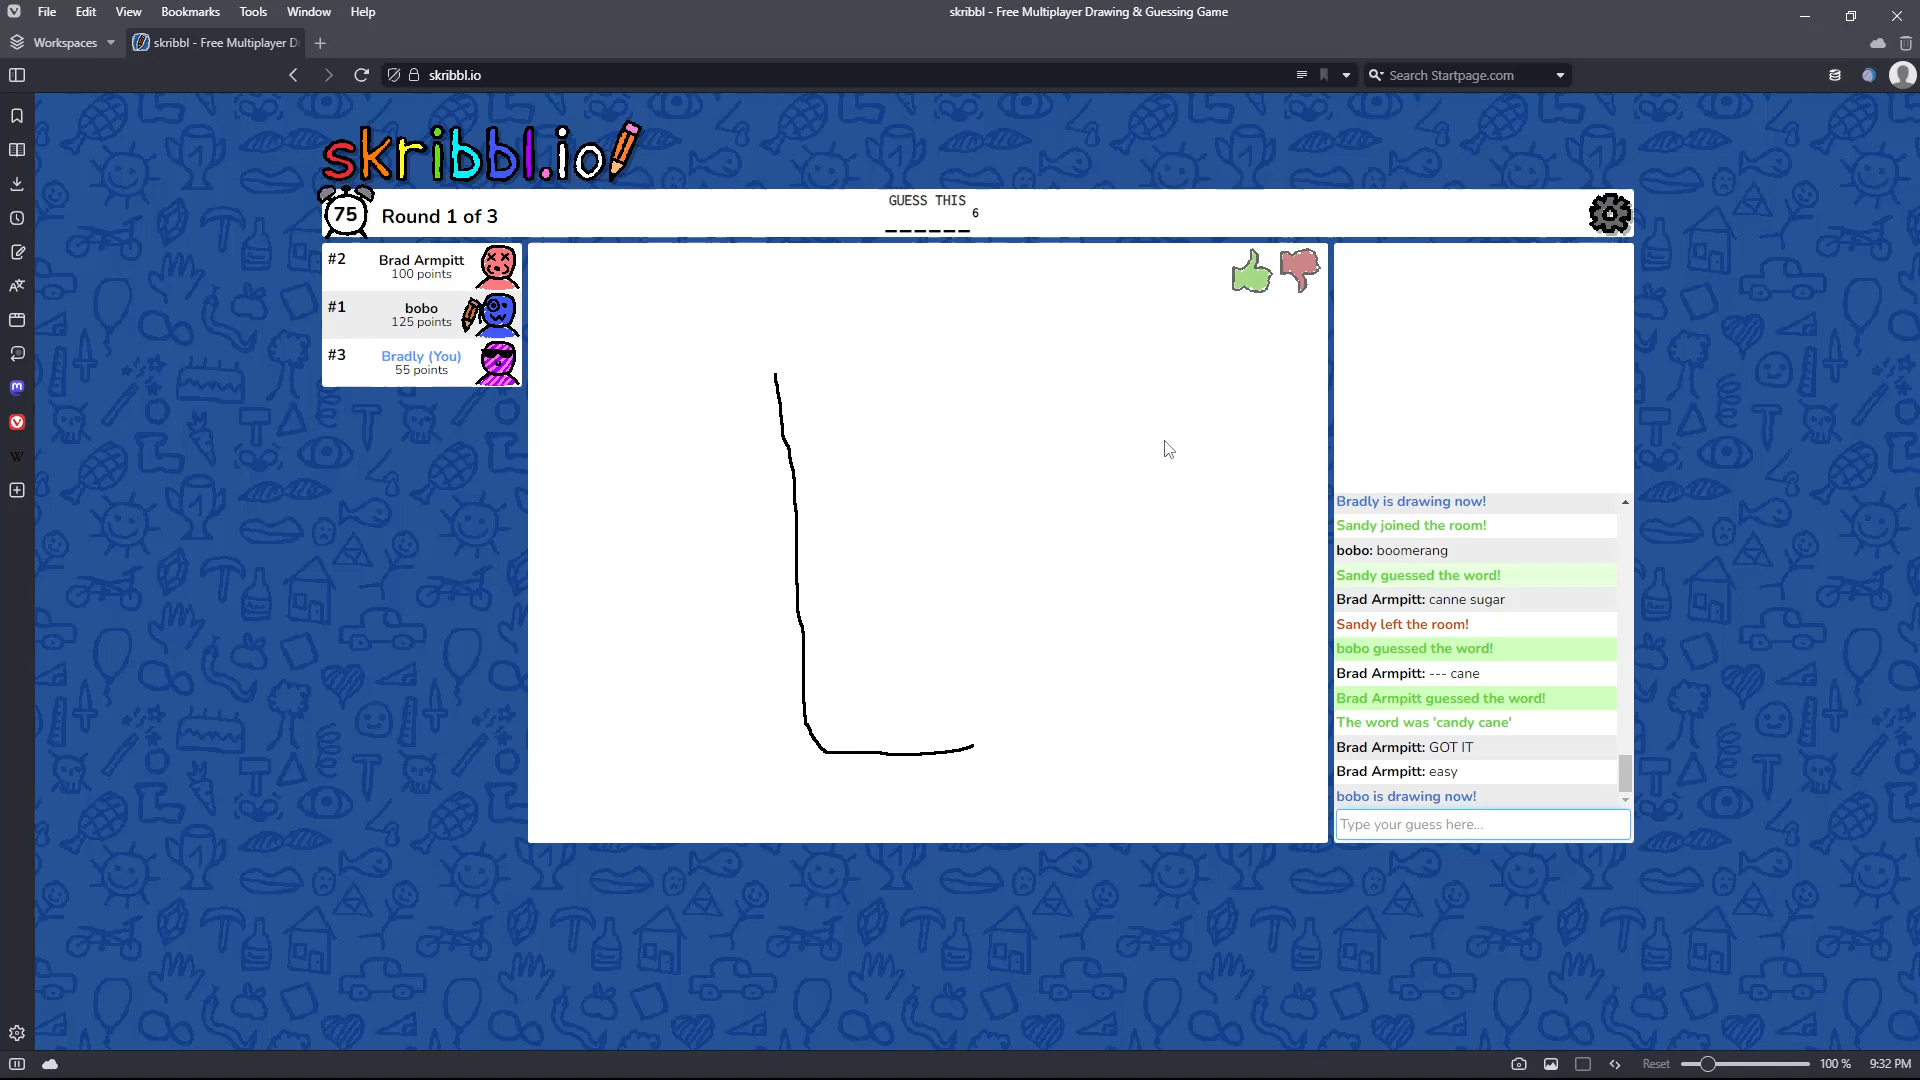 File Edit View Bookmarks Tools Window Help
skribbl - Free Multiplayer Drawing & Guessing Game
Workspaces
skribbl - Free Multiplayer D
skribbl.io
Search Startpage.com
skribbl.io
75
Round 1 of 3
GUESS THIS
______ 6
#2
Brad Armpitt
100 points
#1
bobo
125 points
#3
Bradly (You)
55 points
Bradly is drawing now!
Sandy joined the room!
bobo: boomerang
Sandy guessed the word!
Brad Armpitt: canne sugar
Sandy left the room!
bobo guessed the word!
Brad Armpitt: --- cane
Brad Armpitt guessed the word!
The word was 'candy cane'
Brad Armpitt: GOT IT
Brad Armpitt: easy
bobo is drawing now!
Type your guess here...
Reset
100 %
9:32 PM